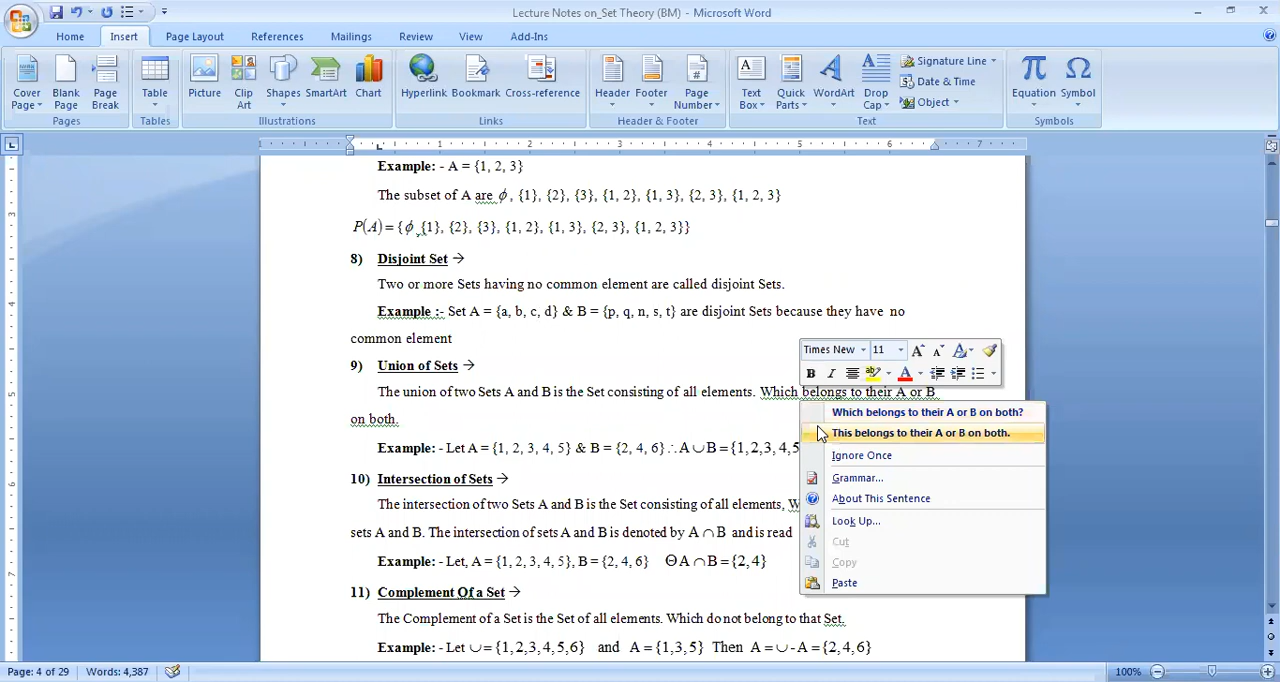 Lecture Notes on_Set Theory (BM) - Microsoft Word
Home Insert Page Layout References Mailings Review View Add-Ins
Cover Page Blank Page Page Break Table Picture Clip Art Shapes SmartArt Chart Hyperlink Bookmark Cross-reference Header Footer Page Number Text Box Quick Parts WordArt Drop Cap Signature Line Date & Time Object Equation Symbol
Pages Tables Illustrations Links Header & Footer Text Symbols
1 1 2 3 4 5 6 7
Example: - A = {1, 2, 3}
The subset of A are ϕ , {1}, {2}, {3}, {1, 2}, {1, 3}, {2, 3}, {1, 2, 3}
P(A) = {ϕ ,{1}, {2}, {3}, {1, 2}, {1, 3}, {2, 3}, {1, 2, 3}}
8) Disjoint Set →
Two or more Sets having no common element are called disjoint Sets.
Example :- Set A = {a, b, c, d} & B = {p, q, n, s, t} are disjoint Sets because they have no
common element
9) Union of Sets →
The union of two Sets A and B is the Set consisting of all elements. Which belongs to their A or B
on both.
Example: - Let A = {1, 2, 3, 4, 5} & B = {2, 4, 6} ∴A ∪ B = {1, 2, 3, 4, 5
10) Intersection of Sets →
The intersection of two Sets A and B is the Set consisting of all elements, W
sets A and B. The intersection of sets A and B is denoted by A ∩ B and is read
Example: - Let, A = {1, 2, 3, 4, 5}, B = {2, 4, 6} ΘA ∩ B = {2, 4}
11) Complement Of a Set →
The Complement of a Set is the Set of all elements. Which do not belong to that Set.
Example: - Let ∪ = {1,2,3,4,5,6} and A = {1,3,5} Then A = ∪ - A = {2, 4, 6}
Times New 11
Which belongs to their A or B on both?
This belongs to their A or B on both.
Ignore Once
Grammar...
About This Sentence
Look Up...
Cut
Copy
Paste
Page: 4 of 29 Words: 4,387 100%